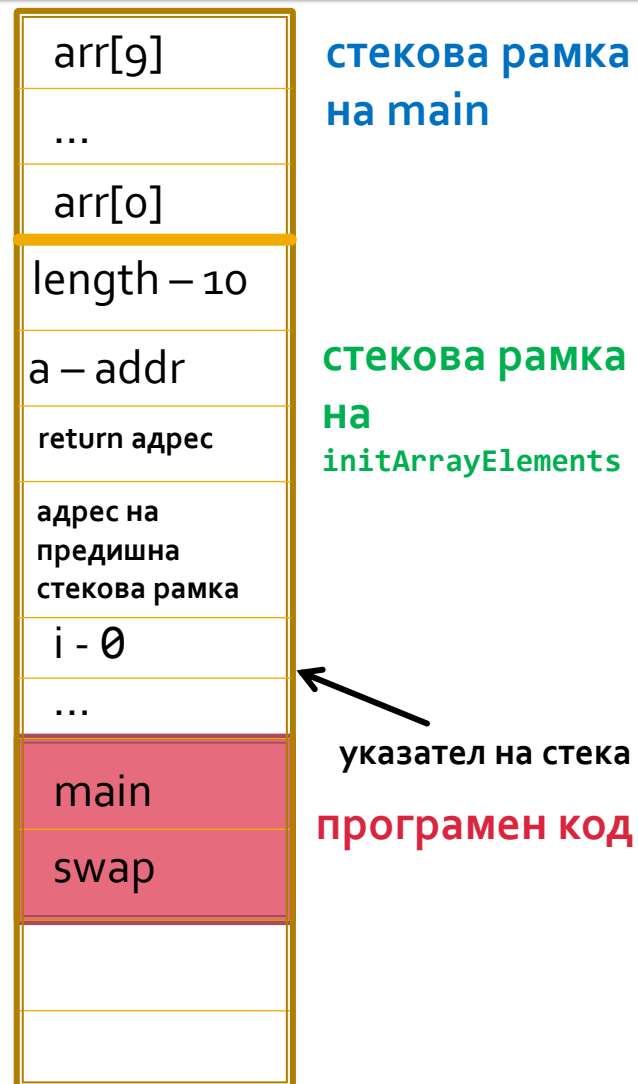 arr[9]
стекова рамка
на main
...
arr[0]
length – 10
a – addr
стекова рамка
на
initArrayElements
return адрес
адрес на
предишна
стекова рамка
i - 0
...
указател на стека
main
програмен код
swap